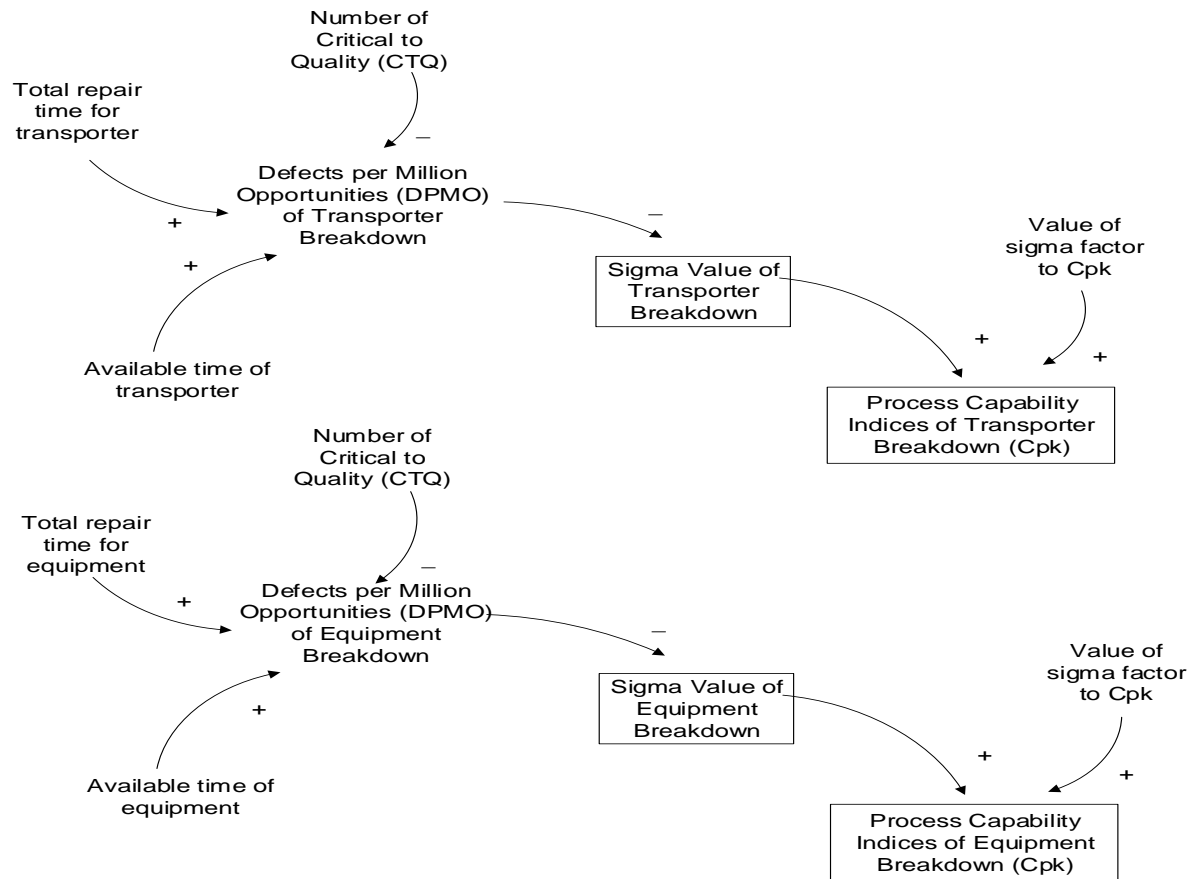 Number of
Critical to
Quality (CTQ)
Total repair
time for
transporter
–
Defects per Million
Opportunities (DPMO)
of Transporter
Breakdown
+
+
–
Available time of
transporter
Sigma Value of
Transporter
Breakdown
Value of
sigma factor
to Cpk
+
+
Process Capability
Indices of Transporter
Breakdown (Cpk)
Number of
Critical to
Quality (CTQ)
Total repair
time for
equipment
–
+
Defects per Million
Opportunities (DPMO)
of Equipment
Breakdown
+
–
Available time of
equipment
Sigma Value of
Equipment
Breakdown
Value of
sigma factor
to Cpk
+
+
Process Capability
Indices of Equipment
Breakdown (Cpk)